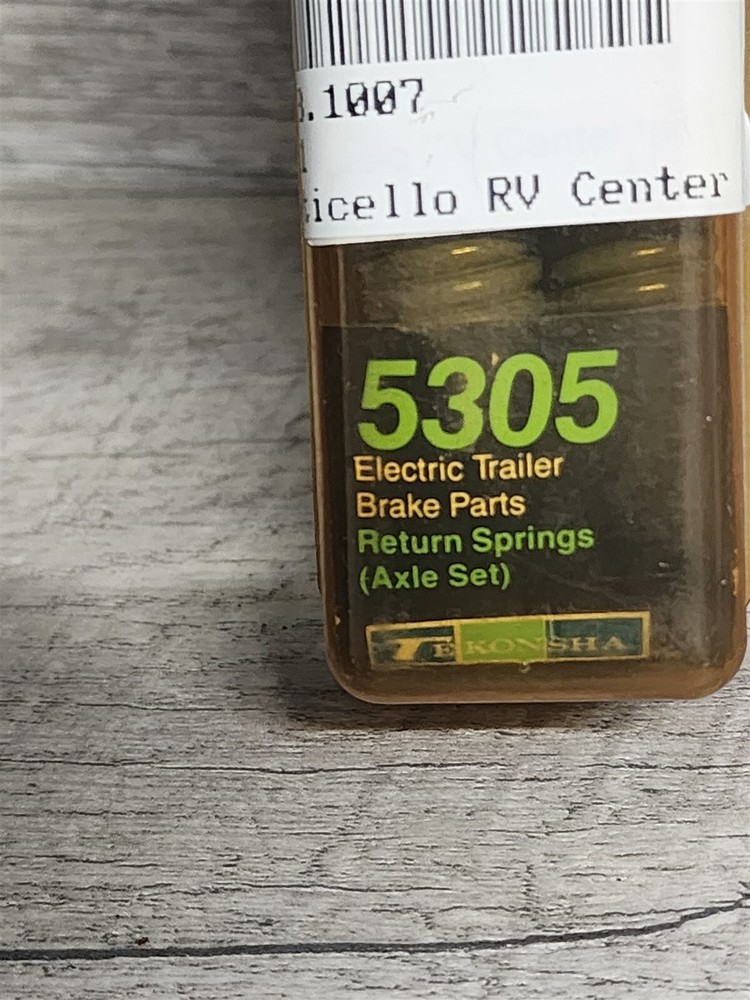 .1007
icello RV Center
5305
Electric Trailer
Brake Parts
Return Springs
(Axle Set)
TEKONSHA